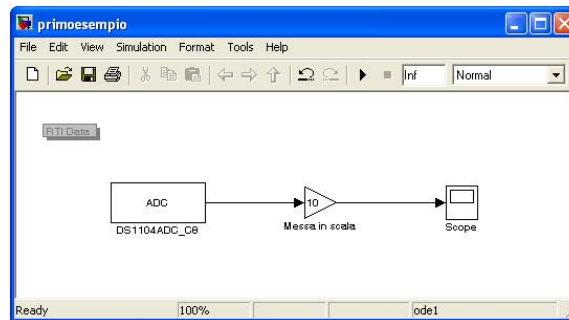 primoesempio
File Edit View Simulation Format Tools Help
Inf Normal
RTI Data
ADC
10
DS1104ADC_C8
Messa in scala
Scope
Ready 100% ode1